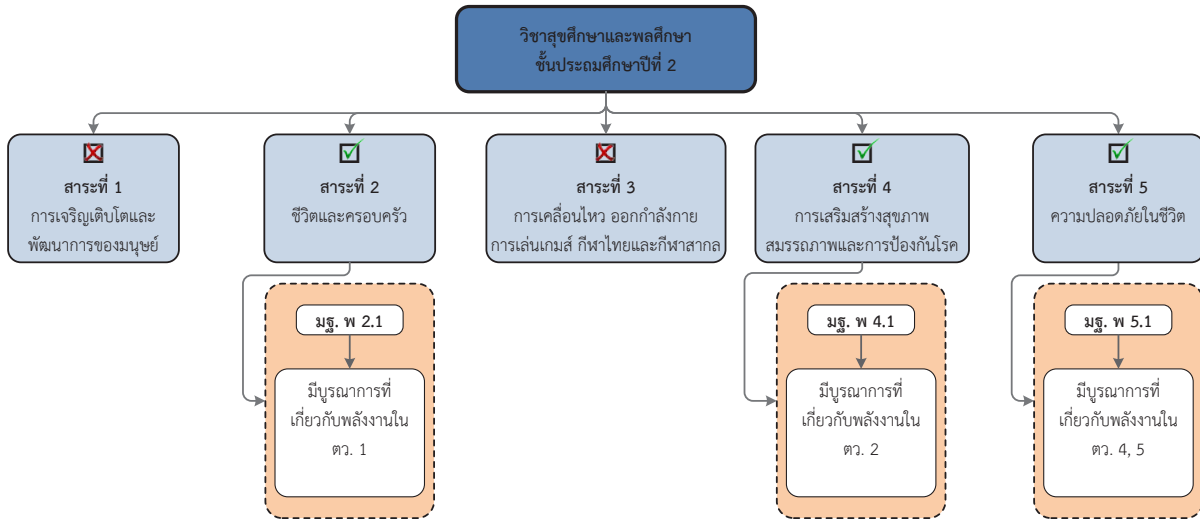 วิชาสุขศึกษาและพลศึกษา
ชั้นประถมศึกษาปีที่ 2
สาระที่ 1
การเจริญเติบโตและ
พัฒนาการของมนุษย์
สาระที่ 2
ชีวิตและครอบครัว
สาระที่ 3
การเคลื่อนไหว ออกกำลังกาย
การเล่นเกมส์ กีฬาไทยและกีฬาสากล
สาระที่ 4
การเสริมสร้างสุขภาพ
สมรรถภาพและการป้องกันโรค
สาระที่ 5
ความปลอดภัยในชีวิต
มฐ. พ 2.1
มีบูรณาการที่
เกี่ยวกับพลังงานใน
ตว. 1
มฐ. พ 4.1
มีบูรณาการที่
เกี่ยวกับพลังงานใน
ตว. 2
มฐ. พ 5.1
มีบูรณาการที่
เกี่ยวกับพลังงานใน
ตว. 4, 5